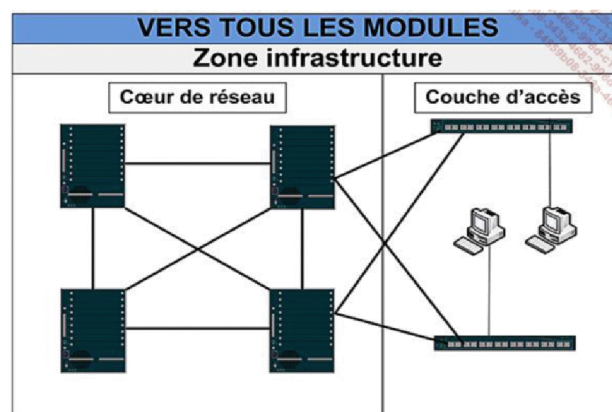 VERS TOUS LES MODULES
Zone infrastructure
Cœur de réseau
Couche d'accès